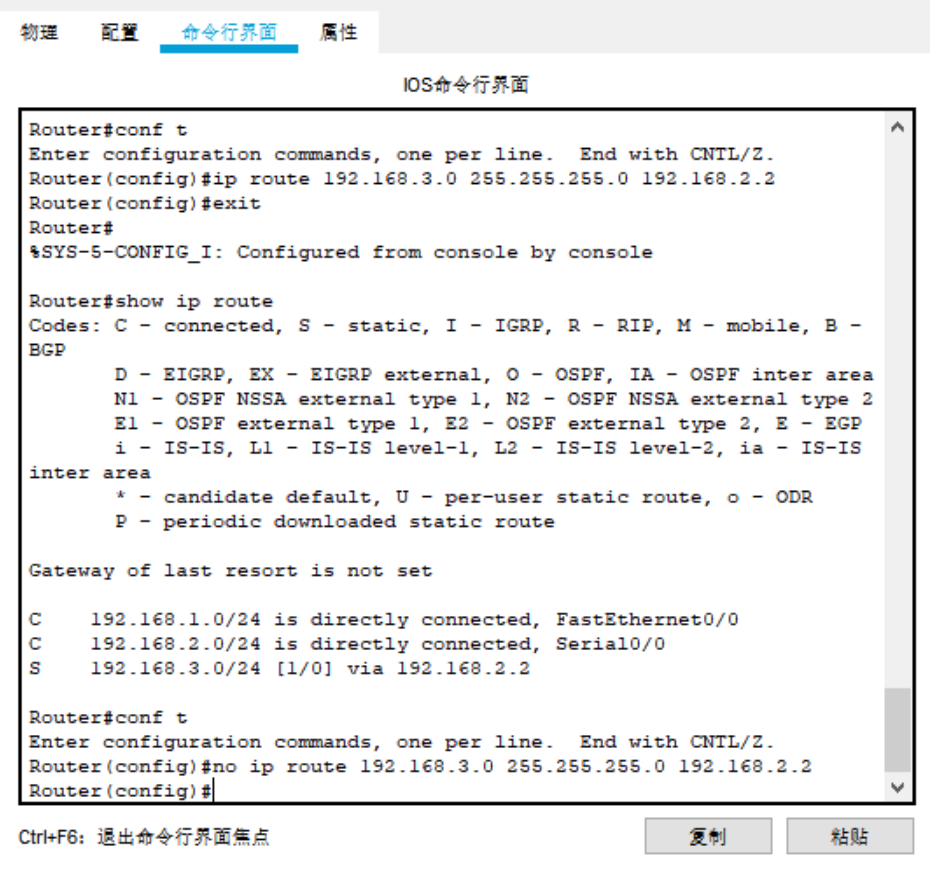 物理 配置 命令行界面 属性
IOS命令行界面
Router#conf t
Enter configuration commands, one per line.  End with CNTL/Z.
Router(config)#ip route 192.168.3.0 255.255.255.0 192.168.2.2
Router(config)#exit
Router#
%SYS-5-CONFIG_I: Configured from console by console
Router#show ip route
Codes: C - connected, S - static, I - IGRP, R - RIP, M - mobile, B -
BGP
       D - EIGRP, EX - EIGRP external, O - OSPF, IA - OSPF inter area
       N1 - OSPF NSSA external type 1, N2 - OSPF NSSA external type 2
       E1 - OSPF external type 1, E2 - OSPF external type 2, E - EGP
       i - IS-IS, L1 - IS-IS level-1, L2 - IS-IS level-2, ia - IS-IS
inter area
       * - candidate default, U - per-user static route, o - ODR
       P - periodic downloaded static route
Gateway of last resort is not set
C    192.168.1.0/24 is directly connected, FastEthernet0/0
C    192.168.2.0/24 is directly connected, Serial0/0
S    192.168.3.0/24 [1/0] via 192.168.2.2
Router#conf t
Enter configuration commands, one per line.  End with CNTL/Z.
Router(config)#no ip route 192.168.3.0 255.255.255.0 192.168.2.2
Router(config)#
Ctrl+F6: 退出命令行界面焦点 复制 粘贴